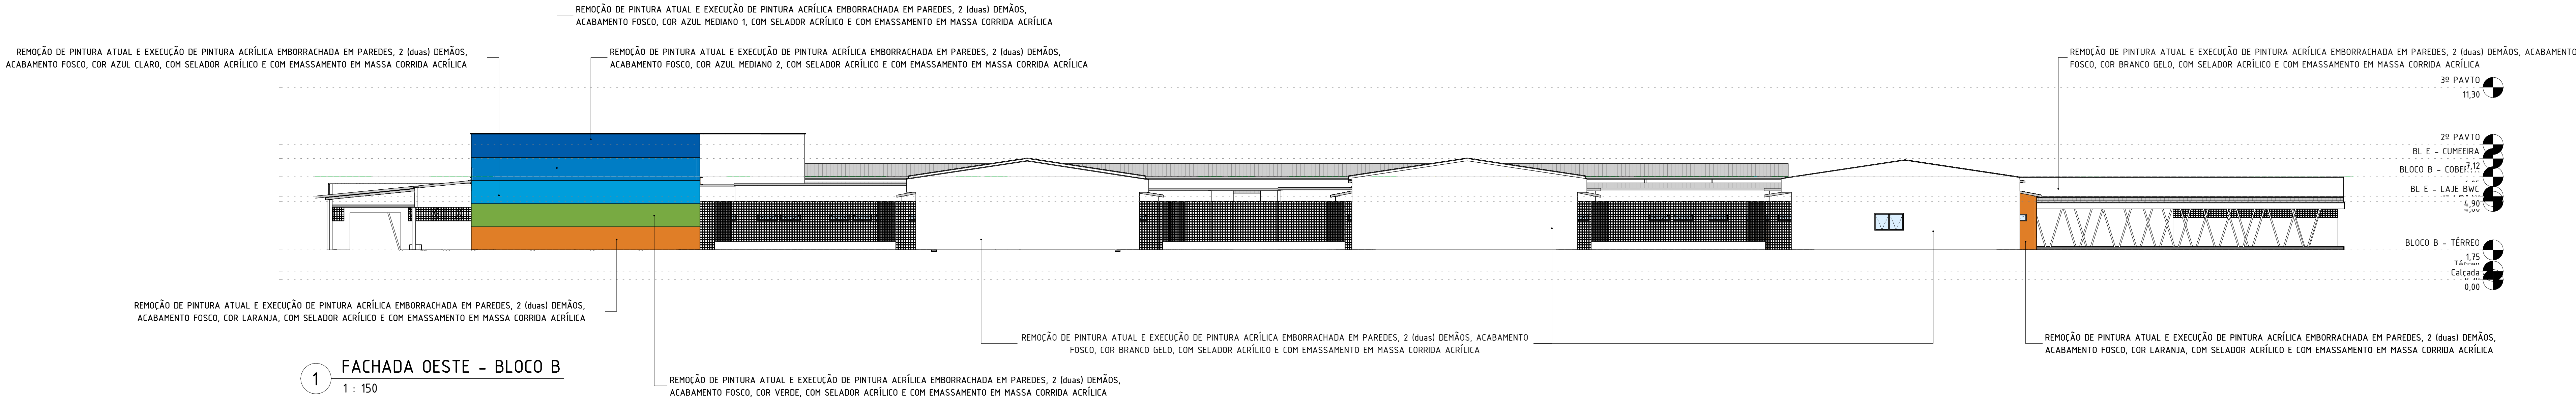 REMOÇÃO DE PINTURA ATUAL E EXECUÇÃO DE PINTURA ACRÍLICA EMBORRACHADA EM PAREDES, 2 (duas) DEMÃOS,
ACABAMENTO FOSCO, COR AZUL MEDIANO 1, COM SELADOR ACRÍLICO E COM EMASSAMENTO EM MASSA CORRIDA ACRÍLICA
REMOÇÃO DE PINTURA ATUAL E EXECUÇÃO DE PINTURA ACRÍLICA EMBORRACHADA EM PAREDES, 2 (duas) DEMÃOS,
ACABAMENTO FOSCO, COR AZUL CLARO, COM SELADOR ACRÍLICO E COM EMASSAMENTO EM MASSA CORRIDA ACRÍLICA
REMOÇÃO DE PINTURA ATUAL E EXECUÇÃO DE PINTURA ACRÍLICA EMBORRACHADA EM PAREDES, 2 (duas) DEMÃOS,
ACABAMENTO FOSCO, COR AZUL MEDIANO 2, COM SELADOR ACRÍLICO E COM EMASSAMENTO EM MASSA CORRIDA ACRÍLICA
REMOÇÃO DE PINTURA ATUAL E EXECUÇÃO DE PINTURA ACRÍLICA EMBORRACHADA EM PAREDES, 2 (duas) DEMÃOS, ACABAMENTO
FOSCO, COR BRANCO GELO, COM SELADOR ACRÍLICO E COM EMASSAMENTO EM MASSA CORRIDA ACRÍLICA
3º PAVTO
11,30
2º PAVTO
BL E - CUMEEIRA
7,12
BLOCO B -
BL E - LAJE BWC
4,90
BLOCO B - TÉRREO
1,75
Calçada
0,00
REMOÇÃO DE PINTURA ATUAL E EXECUÇÃO DE PINTURA ACRÍLICA EMBORRACHADA EM PAREDES, 2 (duas) DEMÃOS,
ACABAMENTO FOSCO, COR LARANJA, COM SELADOR ACRÍLICO E COM EMASSAMENTO EM MASSA CORRIDA ACRÍLICA
REMOÇÃO DE PINTURA ATUAL E EXECUÇÃO DE PINTURA ACRÍLICA EMBORRACHADA EM PAREDES, 2 (duas) DEMÃOS, ACABAMENTO
FOSCO, COR BRANCO GELO, COM SELADOR ACRÍLICO E COM EMASSAMENTO EM MASSA CORRIDA ACRÍLICA
REMOÇÃO DE PINTURA ATUAL E EXECUÇÃO DE PINTURA ACRÍLICA EMBORRACHADA EM PAREDES, 2 (duas) DEMÃOS,
ACABAMENTO FOSCO, COR LARANJA, COM SELADOR ACRÍLICO E COM EMASSAMENTO EM MASSA CORRIDA ACRÍLICA
1
FACHADA OESTE - BLOCO B
1 : 150
REMOÇÃO DE PINTURA ATUAL E EXECUÇÃO DE PINTURA ACRÍLICA EMBORRACHADA EM PAREDES, 2 (duas) DEMÃOS,
ACABAMENTO FOSCO, COR VERDE, COM SELADOR ACRÍLICO E COM EMASSAMENTO EM MASSA CORRIDA ACRÍLICA